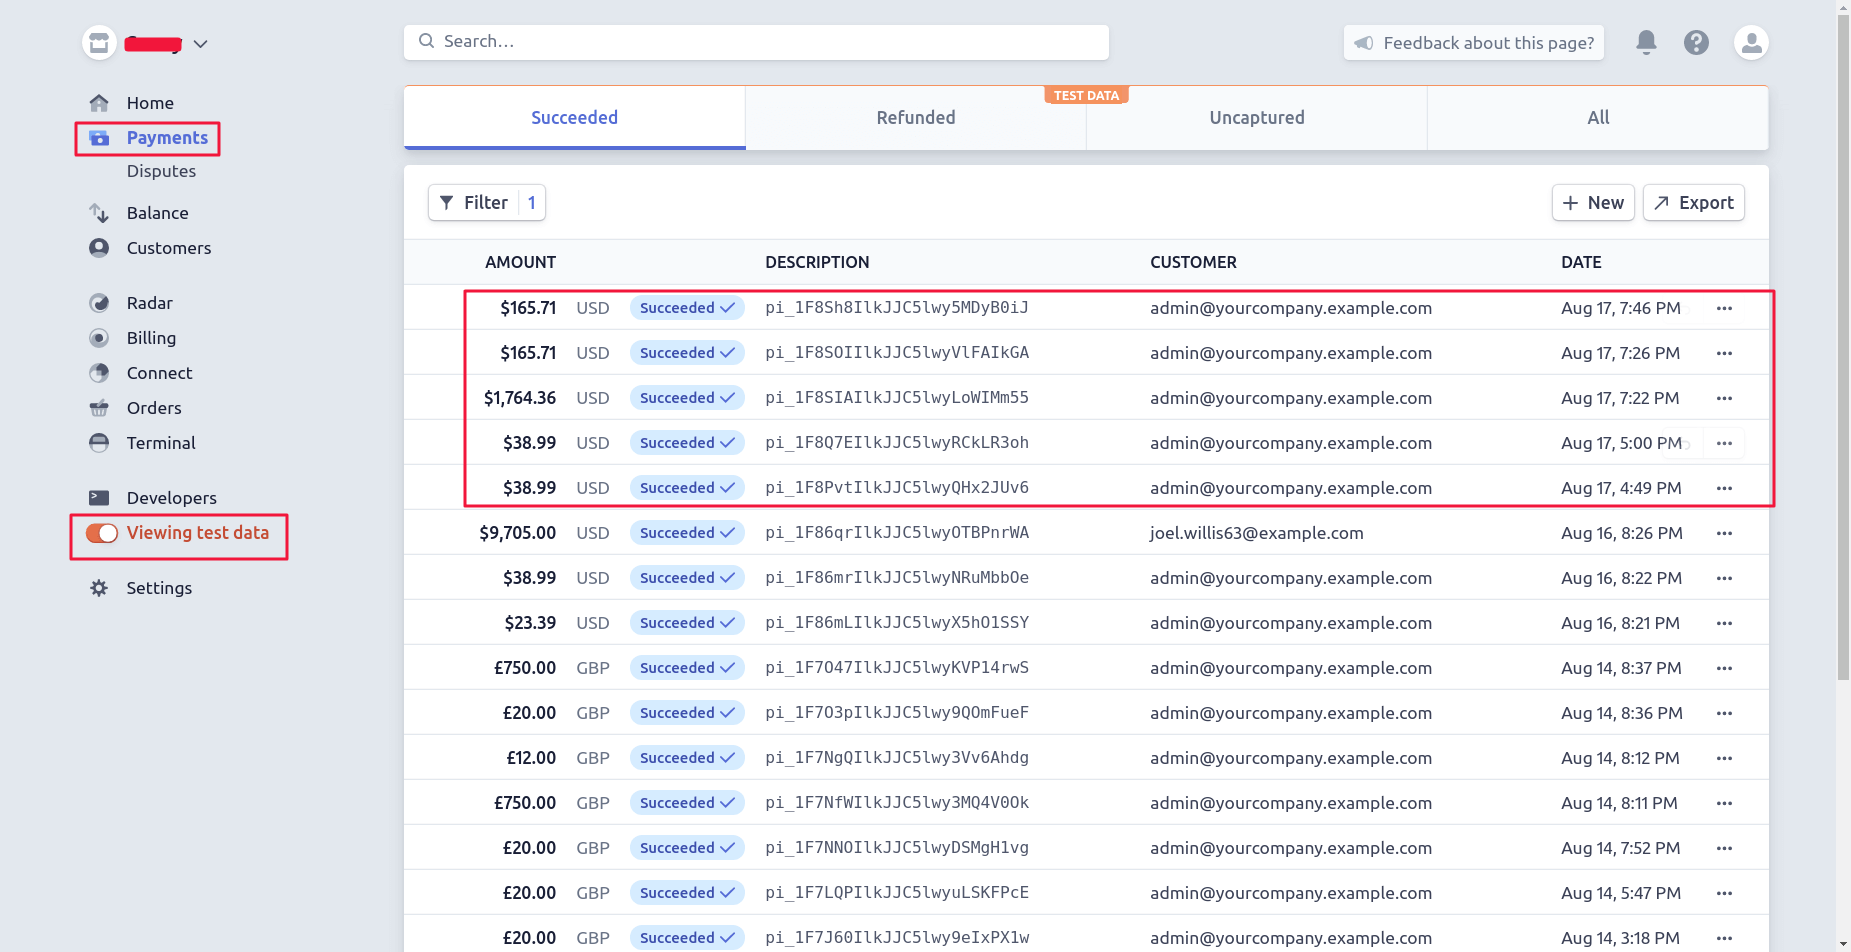 Search…
Feedback about this page?
Home
Payments
Disputes
Balance
Customers
Radar
Billing
Connect
Orders
Terminal
Developers
Viewing test data
Settings
TEST DATA
Succeeded Refunded Uncaptured All
Filter 1 New Export
AMOUNT DESCRIPTION CUSTOMER DATE
$165.71 USD Succeeded pi_1F8Sh8IlkJJC5lwy5MDyB0iJ admin@yourcompany.example.com Aug 17, 7:46 PM
$165.71 USD Succeeded pi_1F8SOIIlkJJC5lwyVlFAIkGA admin@yourcompany.example.com Aug 17, 7:26 PM
$1,764.36 USD Succeeded pi_1F8SIAIlkJJC5lwyLoWIMm55 admin@yourcompany.example.com Aug 17, 7:22 PM
$38.99 USD Succeeded pi_1F8Q7EIlkJJC5lwyRCkLR3oh admin@yourcompany.example.com Aug 17, 5:00 PM
$38.99 USD Succeeded pi_1F8PvtIlkJJC5lwyQHx2JUv6 admin@yourcompany.example.com Aug 17, 4:49 PM
$9,705.00 USD Succeeded pi_1F86qrIlkJJC5lwyOTBPnrWA joel.willis63@example.com Aug 16, 8:26 PM
$38.99 USD Succeeded pi_1F86mrIlkJJC5lwyNRuMbbOe admin@yourcompany.example.com Aug 16, 8:22 PM
$23.39 USD Succeeded pi_1F86mLIlkJJC5lwyX5hO1SSY admin@yourcompany.example.com Aug 16, 8:21 PM
£750.00 GBP Succeeded pi_1F7O47IlkJJC5lwyKVP14rwS admin@yourcompany.example.com Aug 14, 8:37 PM
£20.00 GBP Succeeded pi_1F7O3pIlkJJC5lwy9QOmFueF admin@yourcompany.example.com Aug 14, 8:36 PM
£12.00 GBP Succeeded pi_1F7NgQIlkJJC5lwy3Vv6Ahdg admin@yourcompany.example.com Aug 14, 8:12 PM
£750.00 GBP Succeeded pi_1F7NfWIlkJJC5lwy3MQ4V0Ok admin@yourcompany.example.com Aug 14, 8:11 PM
£20.00 GBP Succeeded pi_1F7NNOIlkJJC5lwyDSMgH1vg admin@yourcompany.example.com Aug 14, 7:52 PM
£20.00 GBP Succeeded pi_1F7LQPIlkJJC5lwyuLSKFPcE admin@yourcompany.example.com Aug 14, 5:47 PM
£20.00 GBP Succeeded pi_1F7J60IlkJJC5lwy9eIxPX1w admin@yourcompany.example.com Aug 14, 3:18 PM